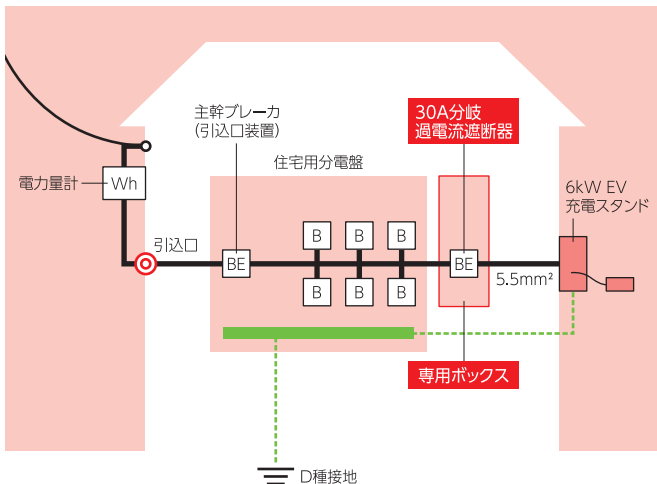 主幹ブレーカ
(引込口装置)
30A分岐
過電流遮断器
住宅用分電盤
電力量計
Wh
6kW EV
充電スタンド
引込口
B
B
B
BE
BE
5.5mm²
B
B
B
専用ボックス
D種接地